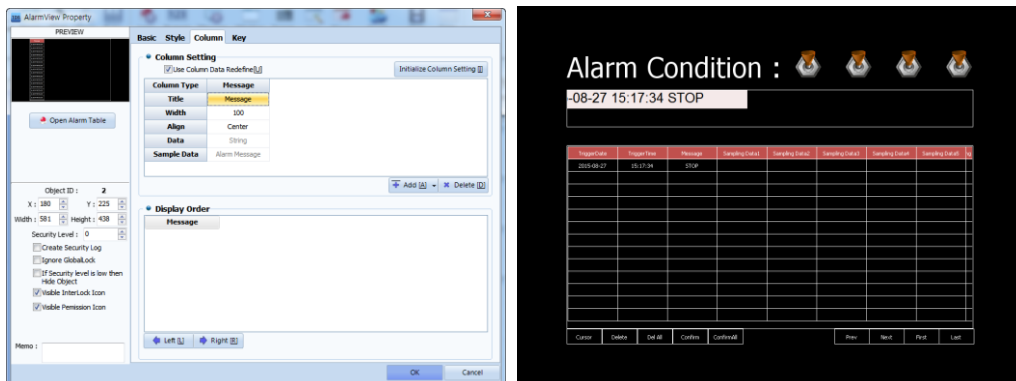 AlarmView Property
PREVIEW
Open Alarm Table
Object ID : 2
X : 180 Y : 225
Width : 581 Height : 438
Security Level : 0
Create Security Log
Ignore GlobalLock
If Security level is low then
Hide Object
Visible InterLock Icon
Visible Pemission Icon
Memo :
Basic Style Column Key
Column Setting
Use Column Data Redefine[U]
Initialize Column Setting [I]
Column Type Message
Title Message
Width 100
Align Center
Data String
Sample Data Alarm Message
Add [A] Delete [D]
Display Order
Message
Left [L] Right [R]
OK Cancel
Alarm Condition :
-08-27 15:17:34 STOP
TriggerDate TriggerTime Message Sampling Data1 Sampling Data2 Sampling Data3 Sampling Data4 Sampling Data5
2015-08-27 15:17:34 STOP
Cursor Delete Del All Confirm ConfirmAll Prev Next First Last